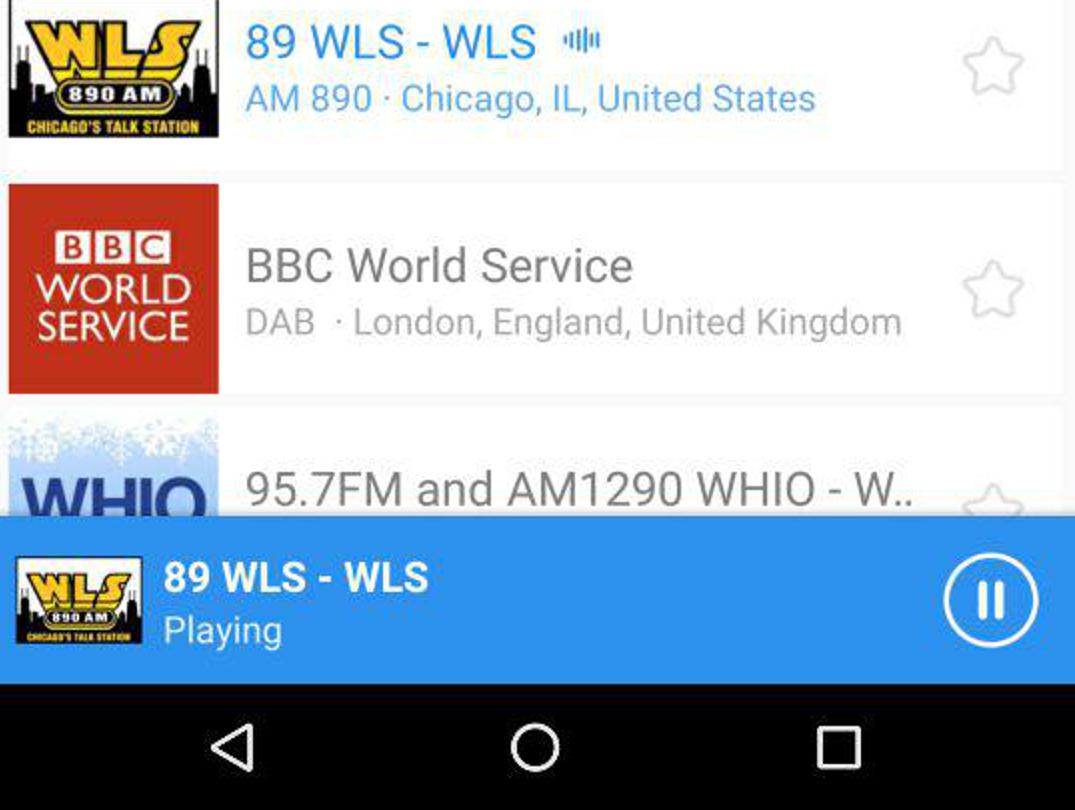 WLS
890 AM
CHICAGO'S TALK STATION
89 WLS - WLS
AM 890 · Chicago, IL, United States
BBC
WORLD
SERVICE
BBC World Service
DAB · London, England, United Kingdom
WHIO
95.7FM and AM1290 WHIO - W..
WLS
890 AM
CHICAGO'S TALK STATION
89 WLS - WLS
Playing